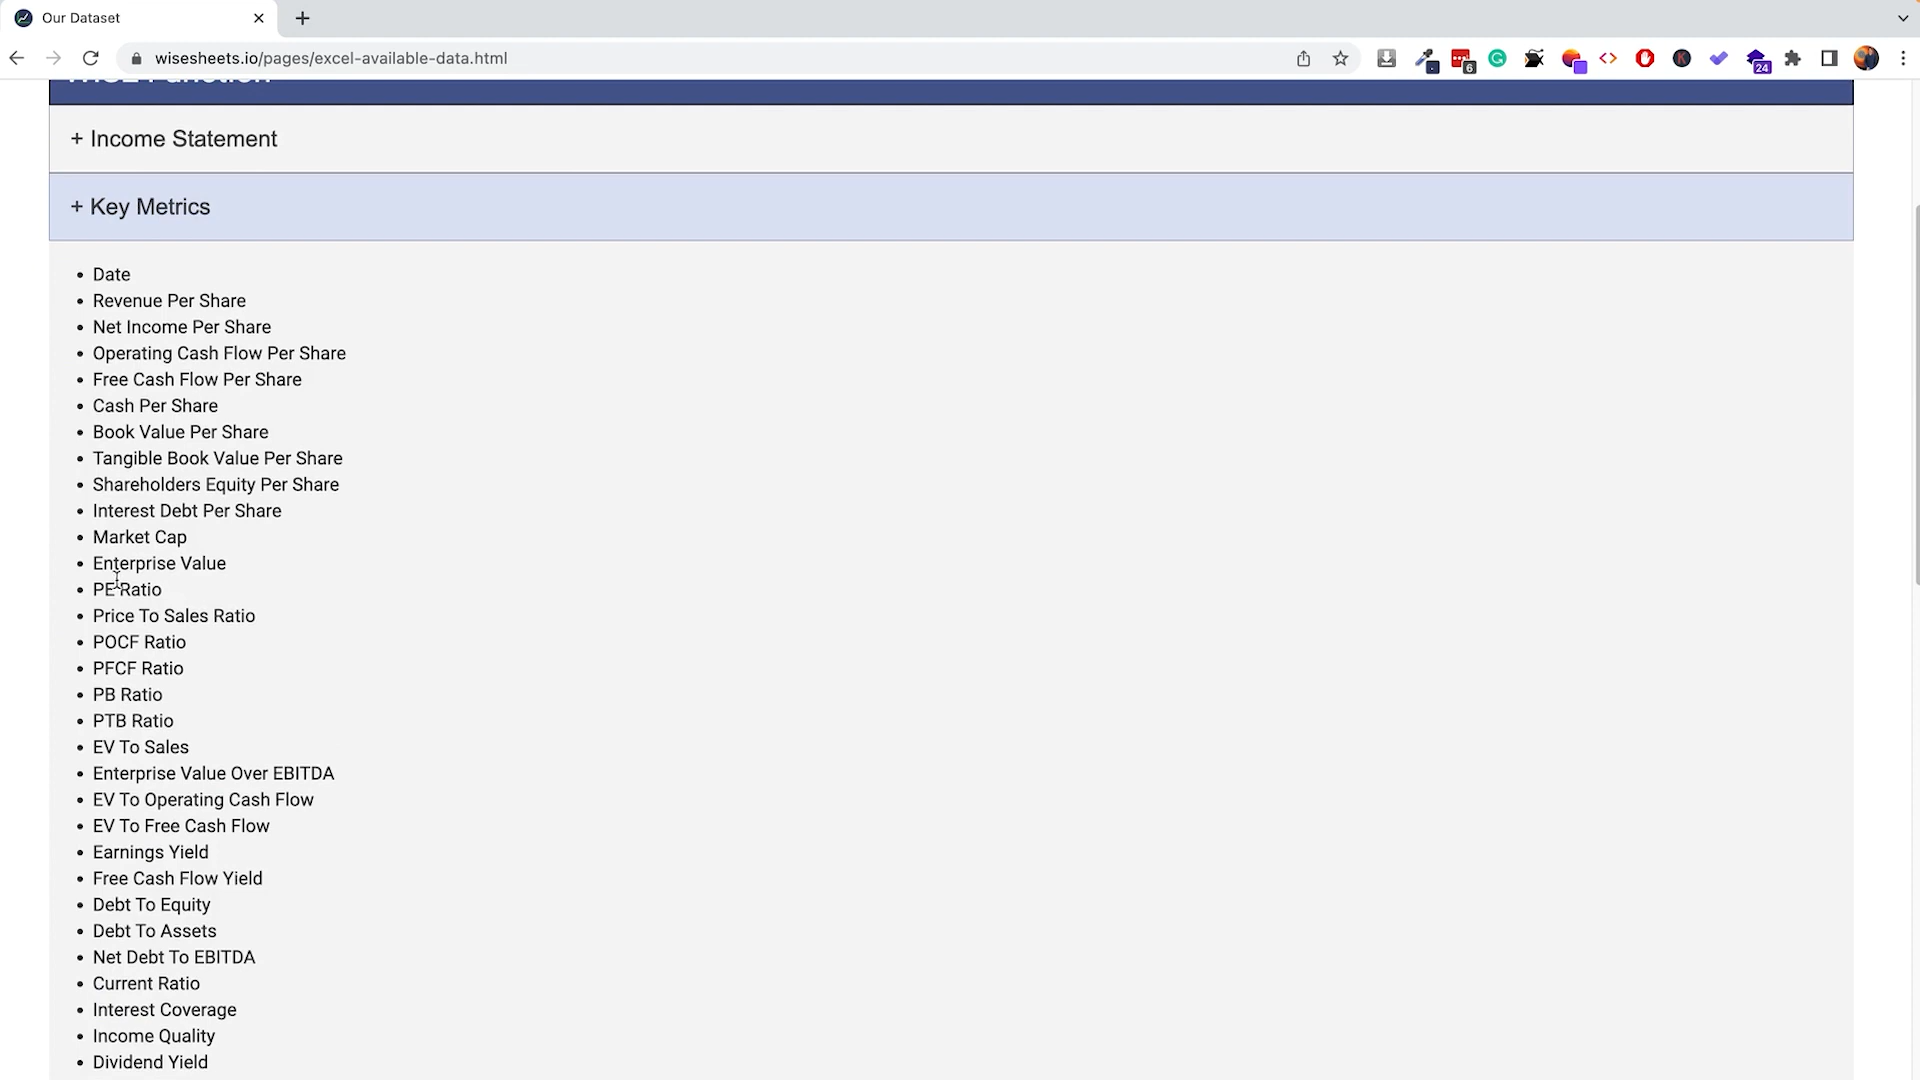 Our Dataset
wisesheets.io/pages/excel-available-data.html
6
24
WISE Function
+ Income Statement
+ Key Metrics
• Date
• Revenue Per Share
• Net Income Per Share
• Operating Cash Flow Per Share
• Free Cash Flow Per Share
• Cash Per Share
• Book Value Per Share
• Tangible Book Value Per Share
• Shareholders Equity Per Share
• Interest Debt Per Share
• Market Cap
• Enterprise Value
• PE Ratio
• Price To Sales Ratio
• POCF Ratio
• PFCF Ratio
• PB Ratio
• PTB Ratio
• EV To Sales
• Enterprise Value Over EBITDA
• EV To Operating Cash Flow
• EV To Free Cash Flow
• Earnings Yield
• Free Cash Flow Yield
• Debt To Equity
• Debt To Assets
• Net Debt To EBITDA
• Current Ratio
• Interest Coverage
• Income Quality
• Dividend Yield